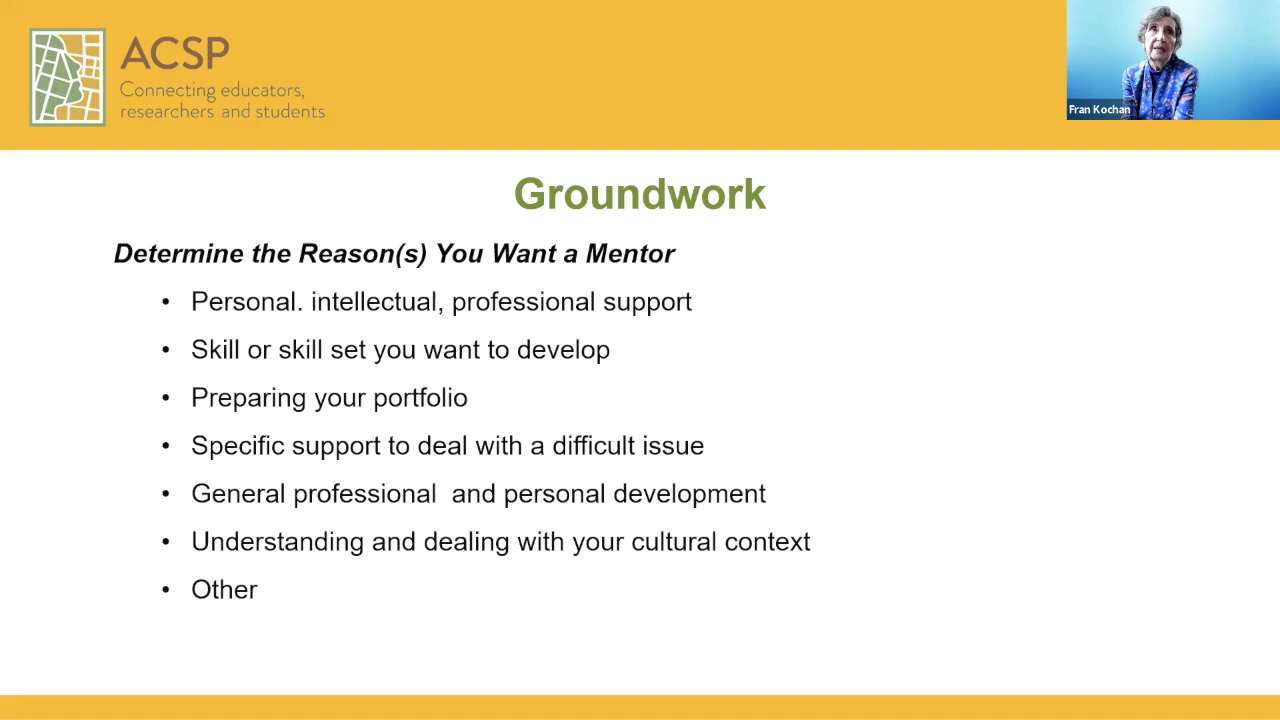 ACSP
Connecting educators,
researchers and students
Fran Kochan
Groundwork
Determine the Reason(s) You Want a Mentor
• Personal. intellectual, professional support
• Skill or skill set you want to develop
• Preparing your portfolio
• Specific support to deal with a difficult issue
• General professional  and personal development
• Understanding and dealing with your cultural context
• Other